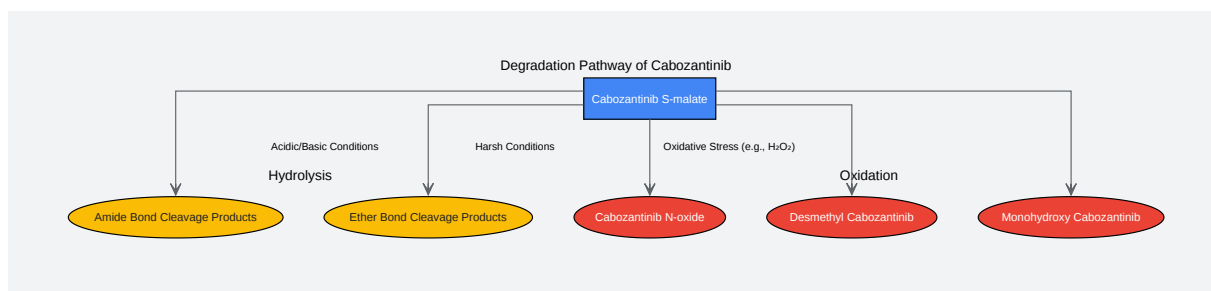 Degradation Pathway of Cabozantinib
Cabozantinib S-malate
Acidic/Basic Conditions
Harsh Conditions
Oxidative Stress (e.g., H₂O₂)
Hydrolysis
Oxidation
Amide Bond Cleavage Products
Ether Bond Cleavage Products
Cabozantinib N-oxide
Desmethyl Cabozantinib
Monohydroxy Cabozantinib